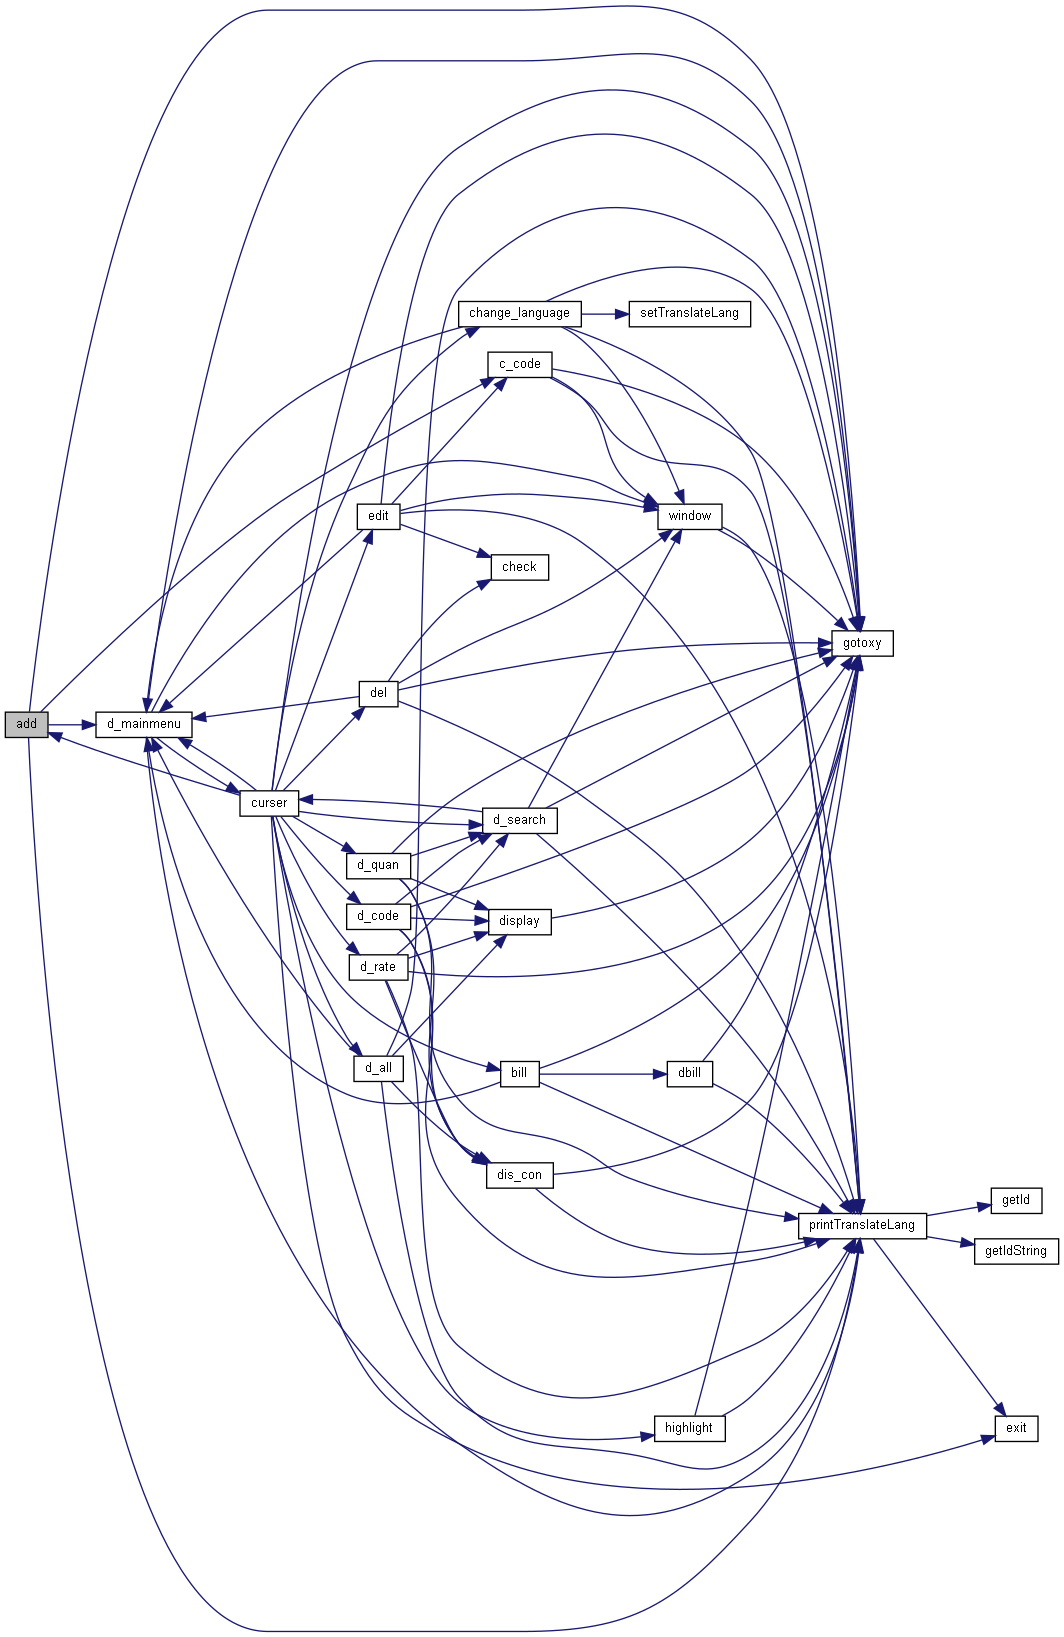 change_language
setTranslateLang
c_code
edit
window
check
gotoxy
del
add
d_mainmenu
curser
d_search
d_quan
d_code
display
d_rate
d_all
bill
dbill
dis_con
getId
printTranslateLang
getIdString
highlight
exit